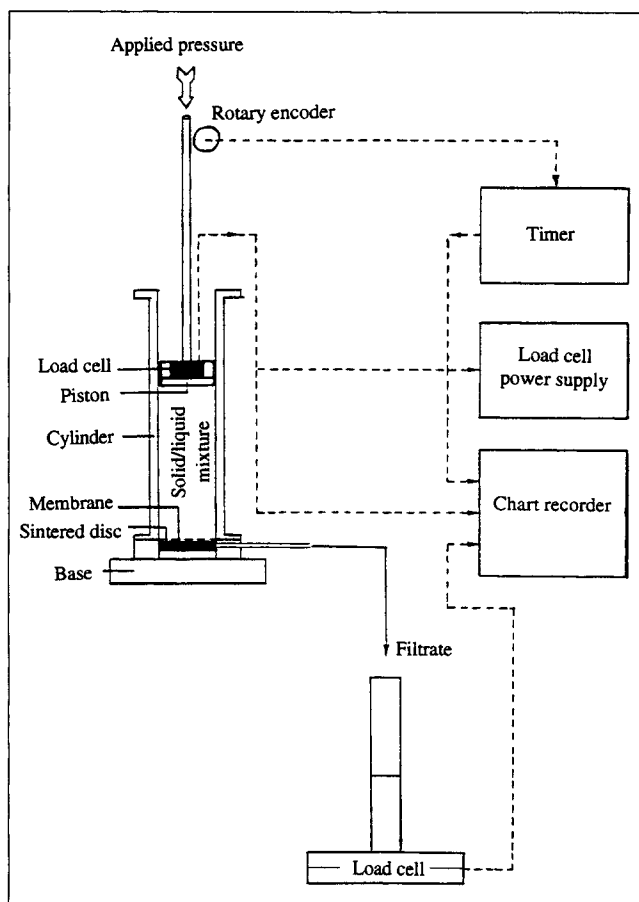 Applied pressure
Rotary encoder
Timer
Load cell
power supply
Load cell
Piston
Cylinder
Solid/liquid
mixture
Chart recorder
Membrane
Sintered disc
Base
Filtrate
Load cell